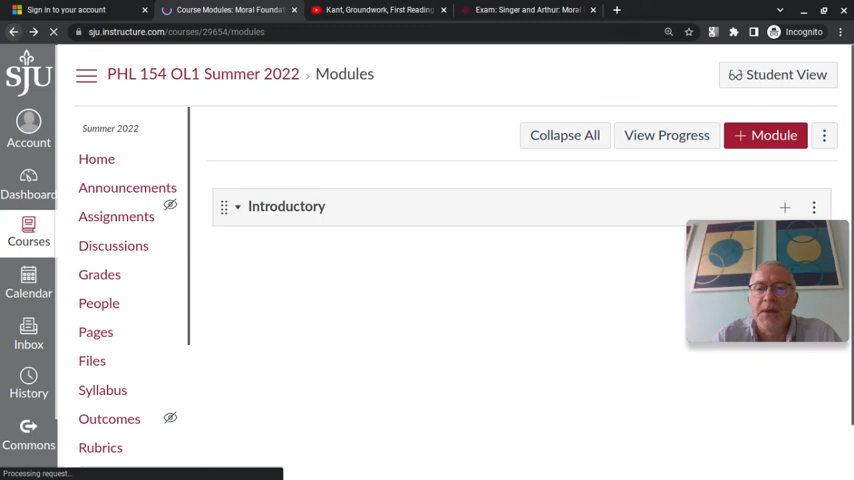 Sign in to your account
Course Modules: Moral Foundat
Kant, Groundwork, First Reading
Exam: Singer and Arthur: Moral
sju.instructure.com/courses/29654/modules
Incognito
SJU
PHL 154 OL1 Summer 2022 › Modules
Student View
Summer 2022
Collapse All
View Progress
+ Module
Account
Dashboard
Courses
Calendar
Inbox
History
Commons
Home
Announcements
Assignments
Discussions
Grades
People
Pages
Files
Syllabus
Outcomes
Rubrics
Introductory
Processing request...